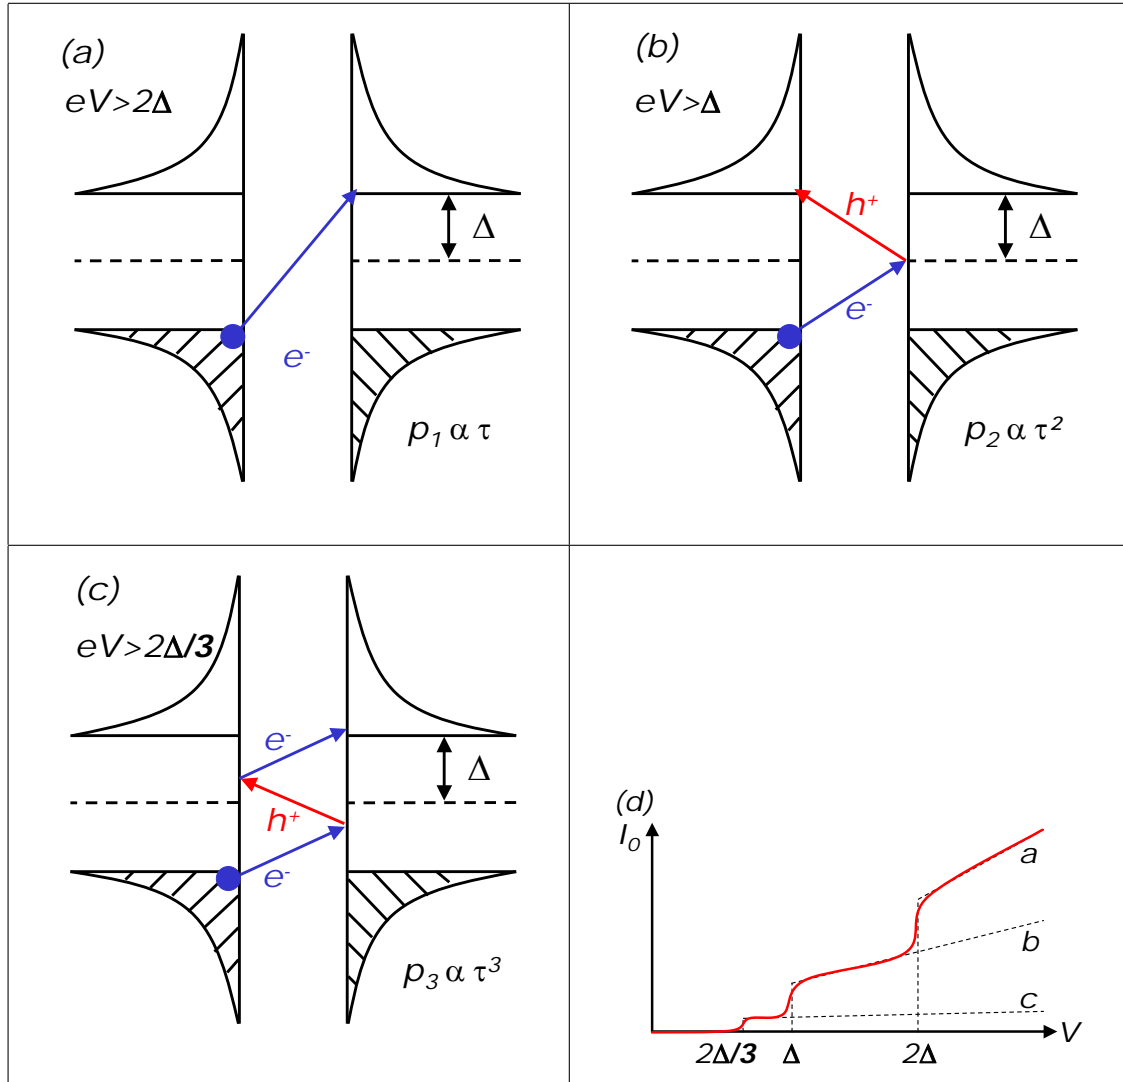 (a)
eV>2Δ
Δ
e-
p1 α τ
(b)
eV>Δ
h+
Δ
e-
p2 α τ²
(c)
eV>2Δ/3
e-
Δ
h+
e-
p3 α τ³
(d)
I0
a
b
c
V
2Δ/3 Δ 2Δ